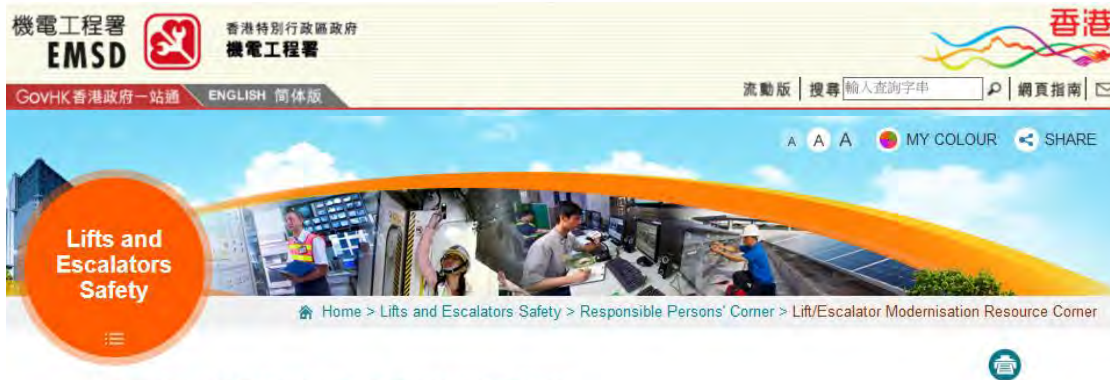 機電工程署
EMSD
香港特別行政區政府
機電工程署
香港
GovHK香港政府一站通
ENGLISH 简体版
流動版 | 搜尋 輸入查詢字串 | 網頁指南 |
A A A MY COLOUR SHARE
Lifts and
Escalators
Safety
Home > Lifts and Escalators Safety > Responsible Persons' Corner > Lift/Escalator Modernisation Resource Corner